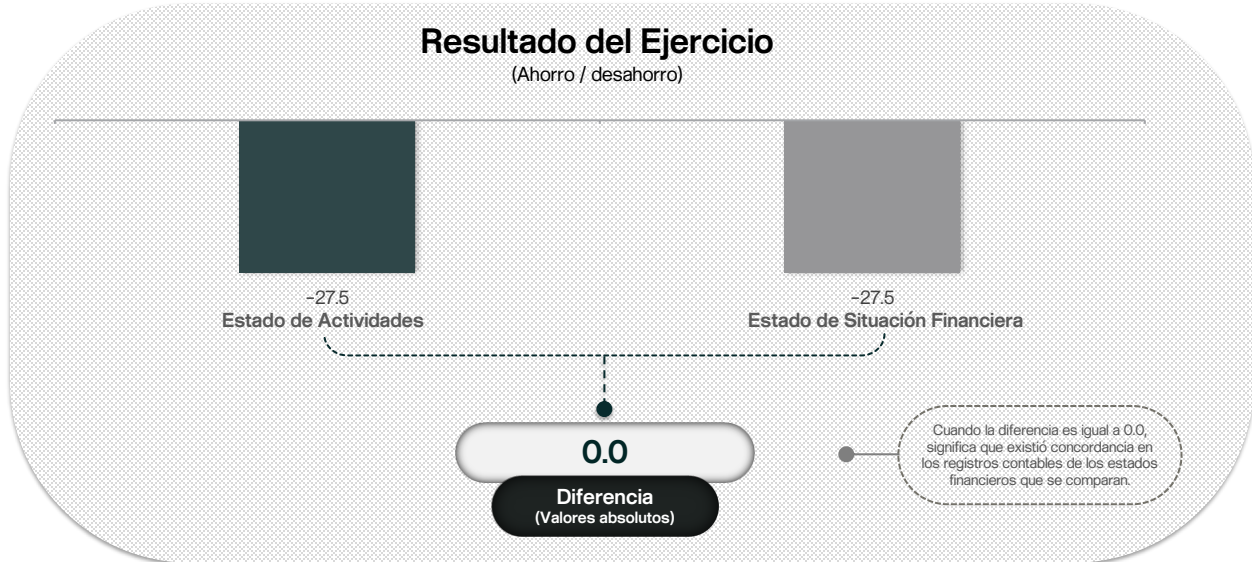 Resultado del Ejercicio
(Ahorro / desahorro)
-27.5
Estado de Actividades
-27.5
Estado de Situación Financiera
0.0
Diferencia
(Valores absolutos)
Cuando la diferencia es igual a 0.0,
significa que existió concordancia en
los registros contables de los estados
financieros que se comparan.